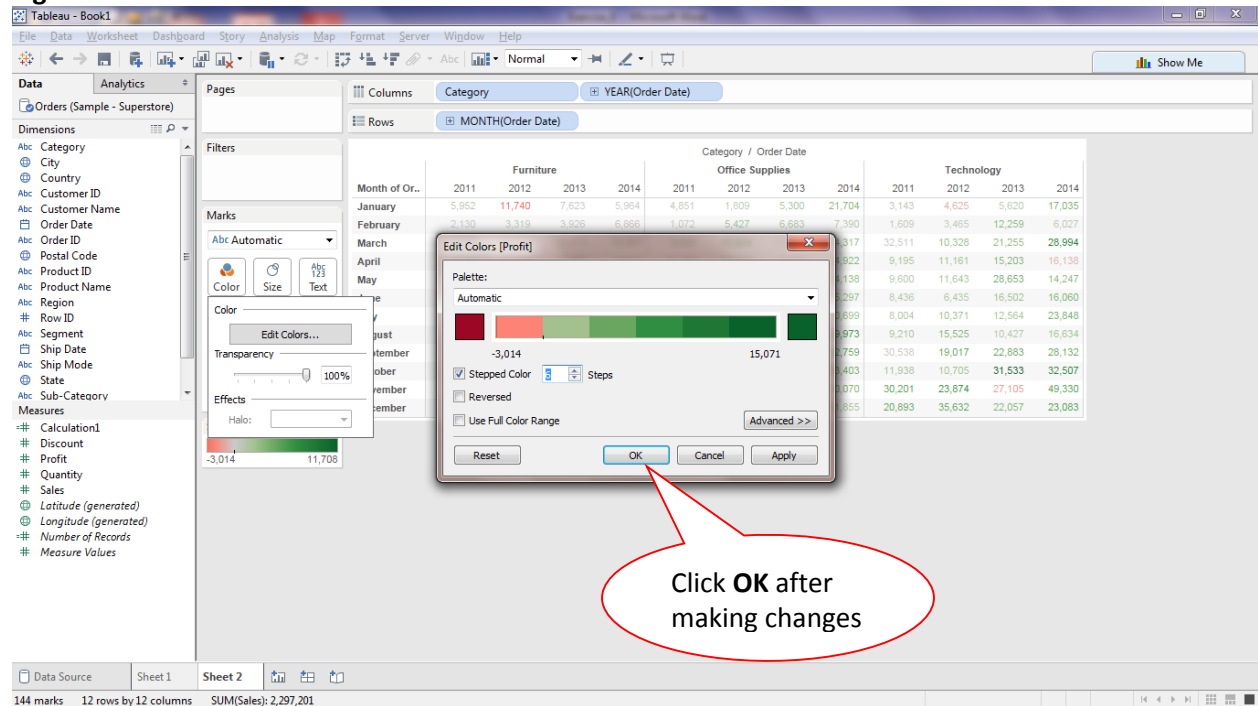 Tableau - Book1
File Data Worksheet Dashboard Story Analysis Map Format Server Window Help
Abc Normal Show Me
Data Analytics
Orders (Sample - Superstore)
Dimensions
Abc Category
City
Country
Abc Customer ID
Abc Customer Name
Order Date
Abc Order ID
Postal Code
Abc Product ID
Abc Product Name
Abc Region
# Row ID
Abc Segment
Ship Date
Abc Ship Mode
State
Abc Sub-Category
Measures
=# Calculation1
# Discount
# Profit
# Quantity
# Sales
Latitude (generated)
Longitude (generated)
=# Number of Records
# Measure Values
Pages
Filters
Marks
Abc Automatic
Color Size Abc 123 Text
Color
Edit Colors...
Transparency
100%
Effects
Halo:
-3,014 11,708
Columns Category YEAR(Order Date)
Rows MONTH(Order Date)
Category / Order Date
Furniture Office Supplies Technology
Month of Or.. 2011 2012 2013 2014 2011 2012 2013 2014 2011 2012 2013 2014
January 5,952 11,740 7,623 5,964 4,851 1,809 5,300 21,704 3,143 4,625 5,620 17,035
February 2,130 3,319 3,926 6,866 1,072 5,427 6,683 7,390 1,609 3,465 12,259 6,027
March 32,511 10,328 21,255 28,994
April 9,195 11,161 15,203 16,138
May 9,600 11,643 28,653 14,247
8,436 6,435 16,502 16,060
8,004 10,371 12,564 23,848
9,210 15,525 10,427 16,634
30,538 19,017 22,883 28,132
11,938 10,705 31,533 32,507
30,201 23,874 27,105 49,330
20,893 35,632 22,057 23,083
Edit Colors [Profit]
Palette:
Automatic
-3,014 15,071
Stepped Color 6 Steps
Reversed
Use Full Color Range Advanced >>
Reset OK Cancel Apply
Click OK after
making changes
Data Source Sheet 1 Sheet 2
144 marks 12 rows by 12 columns SUM(Sales): 2,297,201